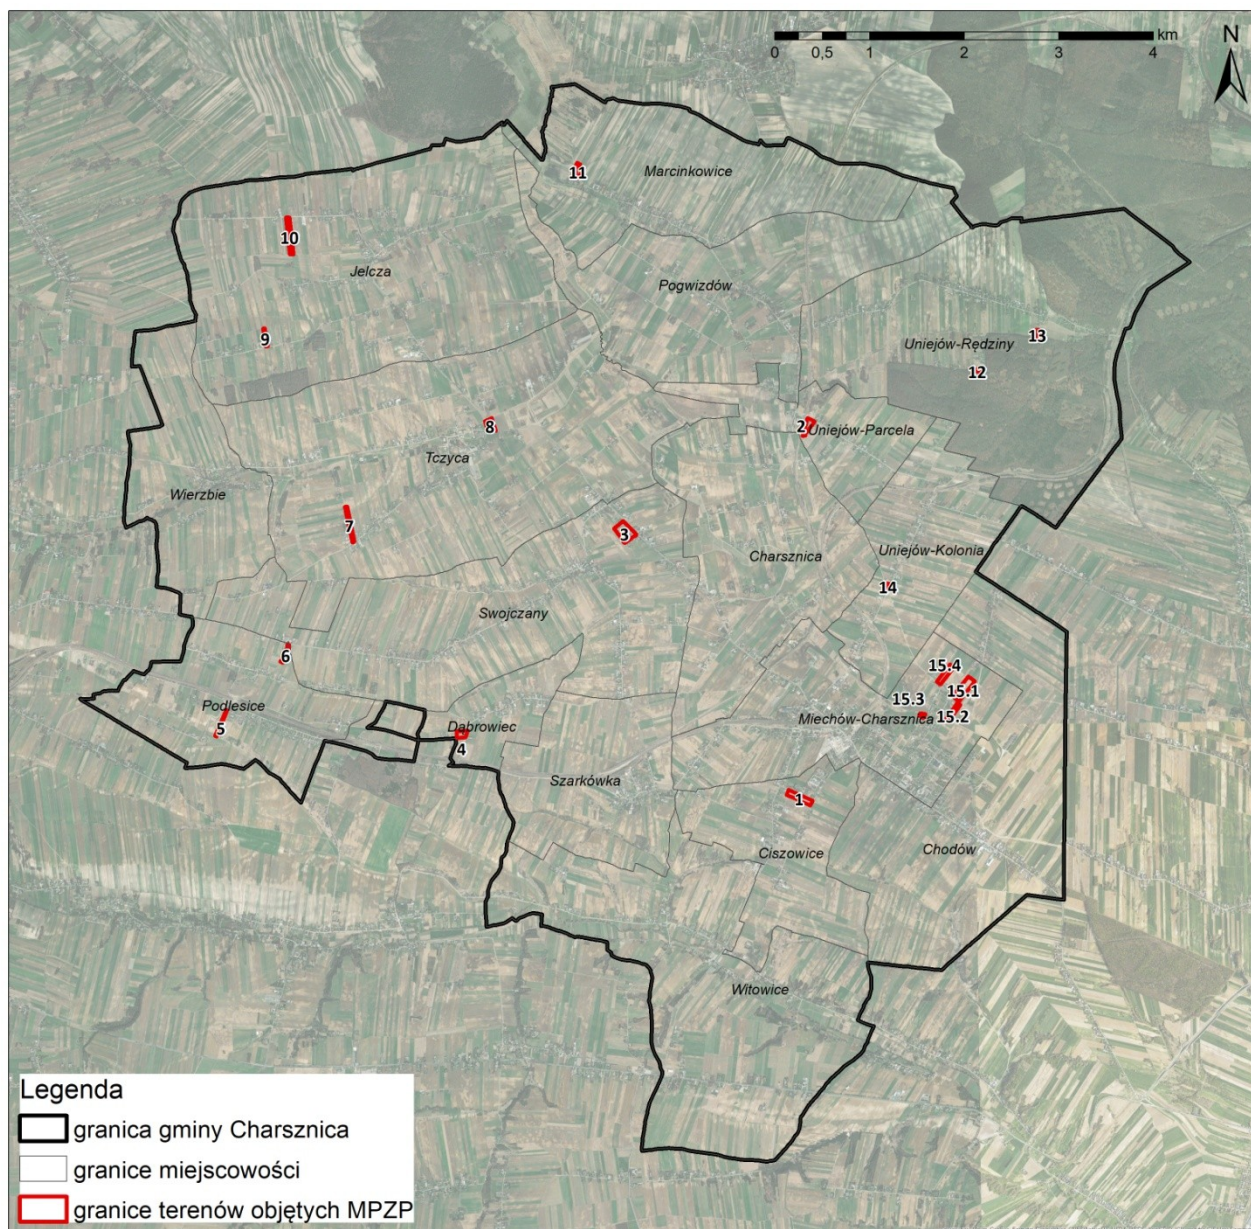 km
0 0,5 1 2 3 4
N
11
Marcinkowice
10
Jelcza
Pogwizdów
9
13
Uniejów-Rędziny
12
8
2
Uniejów-Parcela
Tczyca
Wierzbie
7
3
Charsznica
Uniejów-Kolonia
14
Swojczany
6
15.4
15.1
15.3
15.2
Podlesice
Miechów-Charsznica
5
Dąbrowiec
4
Szarkówka
1
Ciszowice
Chodów
Witowice
Legenda
granica gminy Charsznica
granice miejscowości
granice terenów objętych MPZP